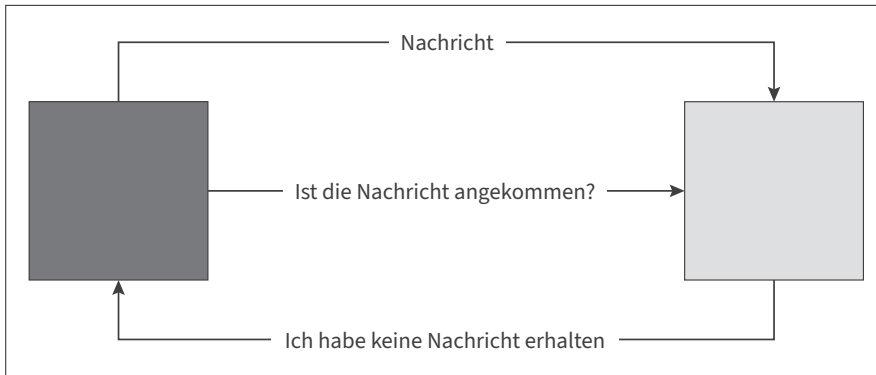 Nachricht
Ist die Nachricht angekommen?
Ich habe keine Nachricht erhalten